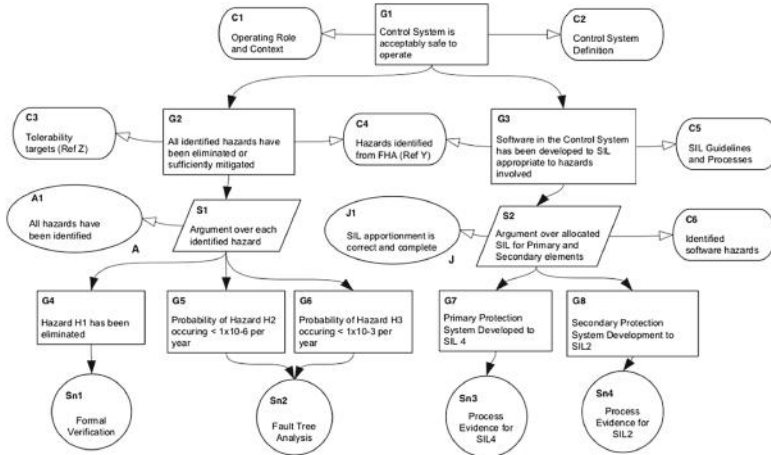 C1
Operating Role
and Context
G1
Control System is
acceptably safe to
operate
C2
Control System
Definition
C3
Tolerability
targets (Ref Z)
G2
All identified hazards have
been eliminated or
sufficiently mitigated
C4
Hazards identified
from FHA (Ref Y)
G3
Software in the Control System
has been developed to SIL
appropriate to hazards
involved
C5
SIL Guidelines
and Processes
A1
All hazards have
been identified
A
S1
Argument over each
identified hazard
J1
SIL apportionment is
correct and complete
J
S2
Argument over allocated
SIL for Primary and
Secondary elements
C6
Identified
software hazards
G4
Hazard H1 has been
eliminated
G5
Probability of Hazard H2
occuring < 1x10-6 per
year
G6
Probability of Hazard H3
occuring < 1x10-3 per
year
G7
Primary Protection
System Developed to
SIL 4
G8
Secondary Protection
System Development to
SIL2
Sn1
Formal
Verification
Sn2
Fault Tree
Analysis
Sn3
Process
Evidence for
SIL4
Sn4
Process
Evidence for
SIL2